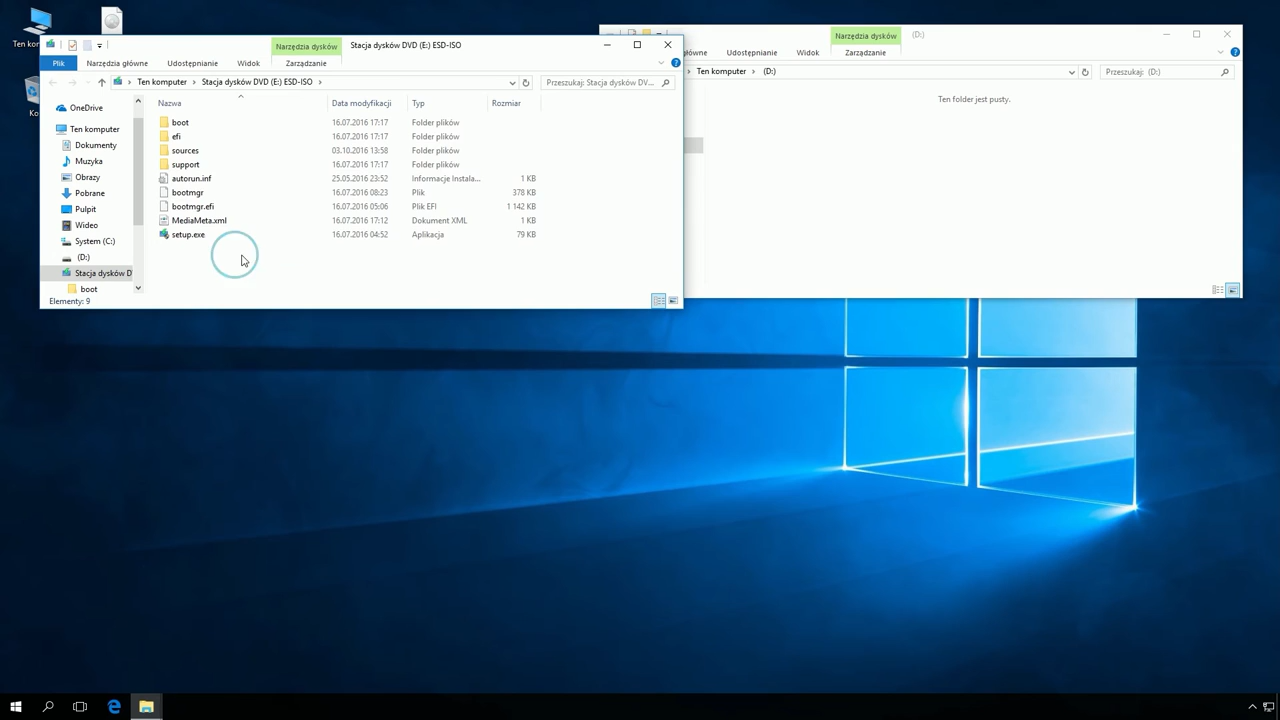 Ten kom
Ko
Narzędzia dysków
Stacja dysków DVD (E:) ESD-ISO
Plik
Narzędzia główne
Udostępnianie
Widok
Zarządzanie
Ten komputer
Stacja dysków DVD (E:) ESD-ISO
Przeszukaj: Stacja dysków DV...
OneDrive
Ten komputer
Dokumenty
Muzyka
Obrazy
Pobrane
Pulpit
Wideo
System (C:)
(D:)
Stacja dysków D
boot
Nazwa Data modyfikacji Typ Rozmiar
boot 16.07.2016 17:17 Folder plików
efi 16.07.2016 17:17 Folder plików
sources 03.10.2016 13:58 Folder plików
support 16.07.2016 17:17 Folder plików
autorun.inf 25.05.2016 23:52 Informacje Instala... 1 KB
bootmgr 16.07.2016 08:23 Plik 378 KB
bootmgr.efi 16.07.2016 05:06 Plik EFI 1 142 KB
MediaMeta.xml 16.07.2016 17:12 Dokument XML 1 KB
setup.exe 16.07.2016 04:52 Aplikacja 79 KB
Elementy: 9
Narzędzia dysków
(D:)
główne
Udostępnianie
Widok
Zarządzanie
Ten komputer
(D:)
Przeszukaj: (D:)
Ten folder jest pusty.